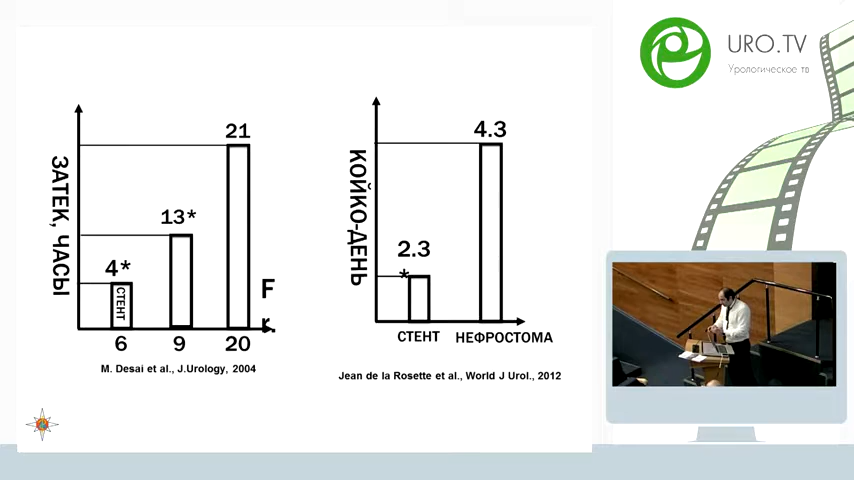 URO.TV
Урологическое тв
ЗАТЕК, ЧАСЫ
21
13*
4*
СТЕНТ
F
r.
6 9 20
M. Desai et al., J.Urology, 2004
КОЙКО-ДЕНЬ
4.3
2.3
*
СТЕНТ НЕФРОСТОМА
Jean de la Rosette et al., World J Urol., 2012